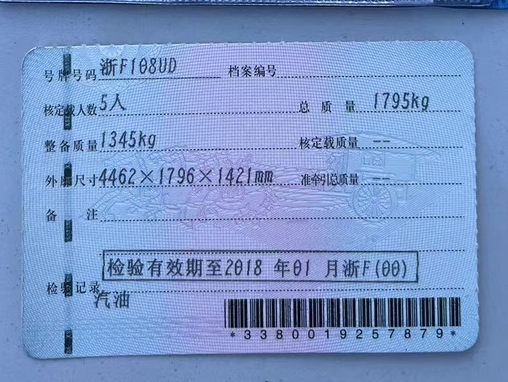 号牌号码 浙F108UD 档案编号
核定载人数 5人 总质量 1795kg
整备质量 1345kg 核定载质量 --
外廓尺寸 4462×1796×1421mm 准牵引总质量 --
备注
检验有效期至2018 年01 月浙F(00)
检验记录
汽油
*3380019257879*